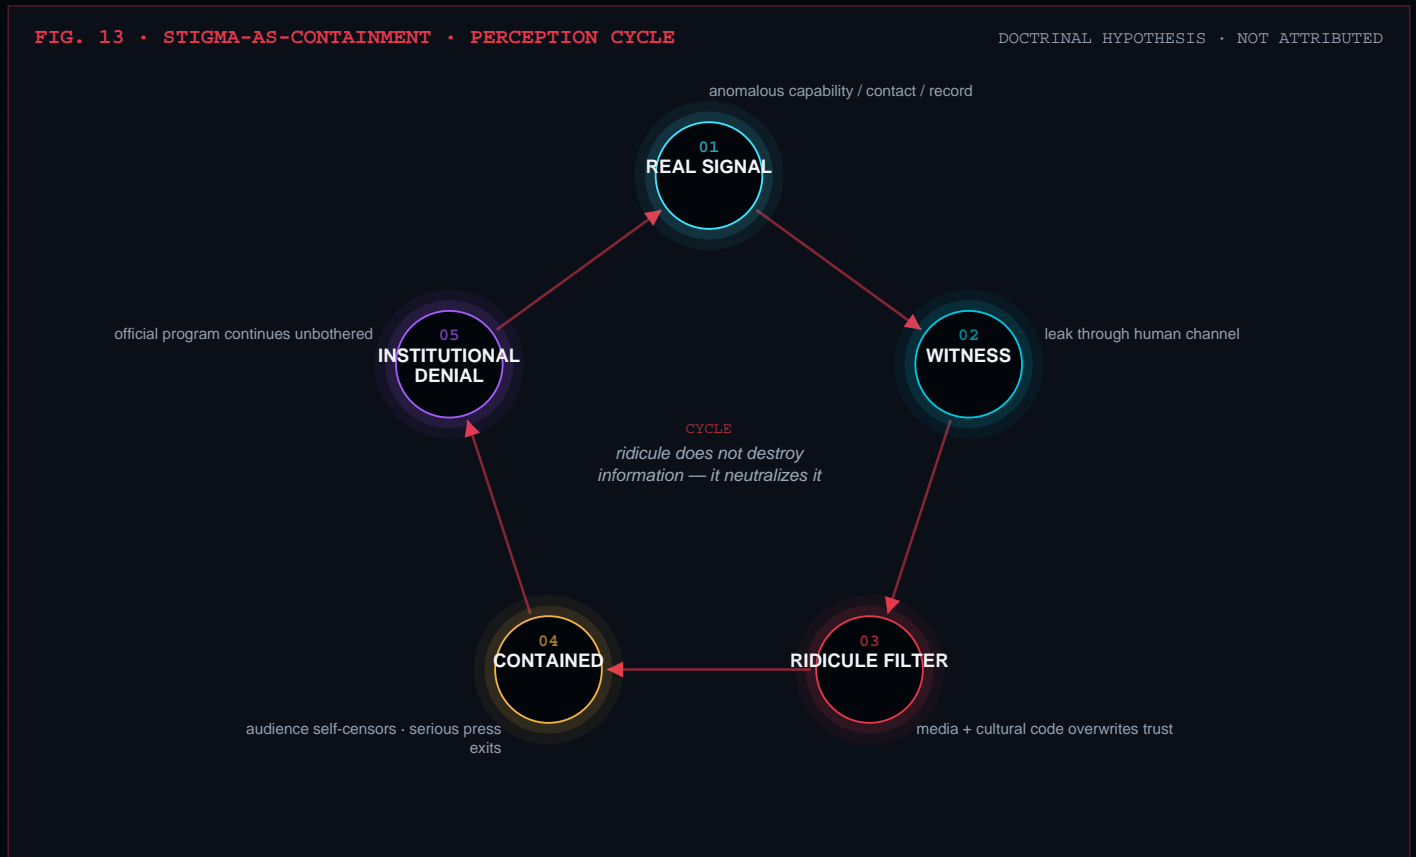 FIG. 13 · STIGMA-AS-CONTAINMENT · PERCEPTION CYCLE
DOCTRINAL HYPOTHESIS · NOT ATTRIBUTED
anomalous capability / contact / record
01
REAL SIGNAL
official program continues unbothered
05
INSTITUTIONAL
DENIAL
02
WITNESS
leak through human channel
CYCLE
ridicule does not destroy
information — it neutralizes it
04
CONTAINED
audience self-censors · serious press
exits
03
RIDICULE FILTER
media + cultural code overwrites trust